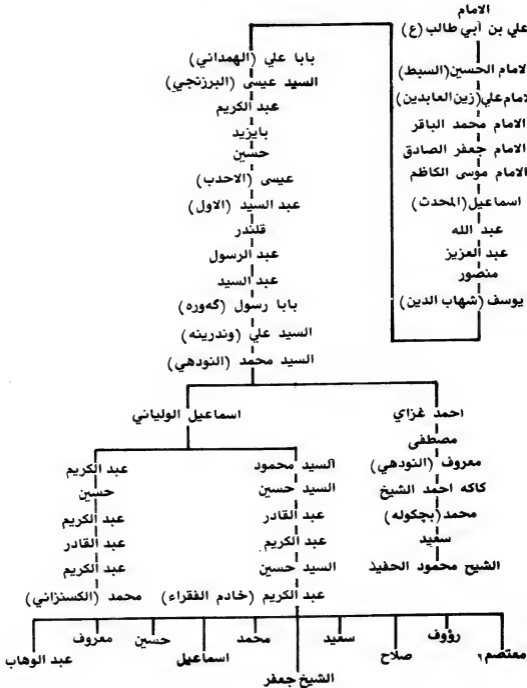 الامام
علي بن أبي طالب (ع)
الامام الحسين (السبط)
الامام علي (زين العابدين)
الامام محمد الباقر
الامام جعفر الصادق
الامام موسى الكاظم
اسماعيل (المحدث)
عبد الله
عبد العزيز
منصور
يوسف (شهاب الدين)
بابا علي (الهمداني)
السيد عيسى (البرزنجي)
عبد الكريم
بايزيد
حسين
عيسى (الاحدب)
عبد السيد (الاول)
قلندر
عبد الرسول
عبد السيد
بابا رسول (گەوره)
السيد علي (وندرينه)
السيد محمد (النودهي)
احمد غزاي
مصطفى
معروف (النودهي)
كاكه احمد الشيخ
محمد (بچكوله)
سعيد
الشيخ محمود الحفيد
اسماعيل الولياني
السيد محمود
السيد حسين
عبد القادر
عبد الكريم
السيد حسين
عبد الكريم (خادم الفقراء)
عبد الكريم
حسين
عبد الكريم
عبد القادر
عبد الكريم
محمد (الكسنزاني)
معتصم
رؤوف
صلاح
سعيد
محمد
الشيخ جعفر
اسماعيل
حسين
معروف
عبد الوهاب